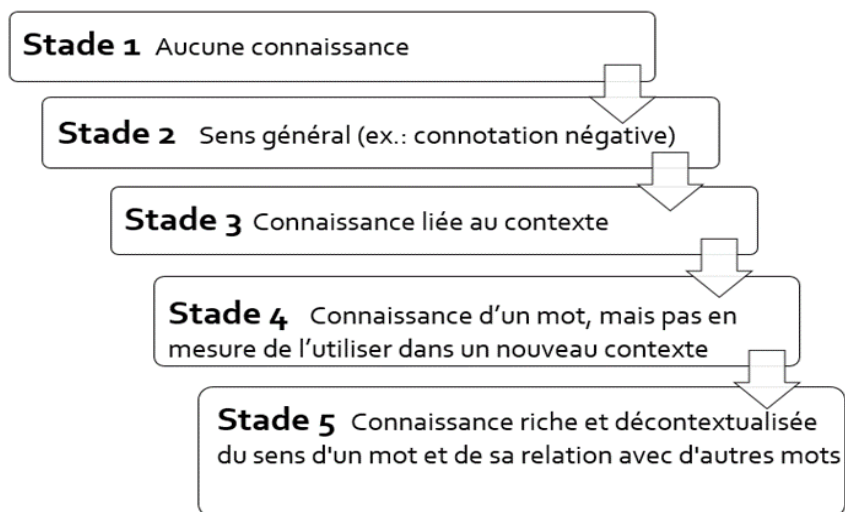 Stade 1 Aucune connaissance
Stade 2 Sens général (ex.: connotation négative)
Stade 3 Connaissance liée au contexte
Stade 4 Connaissance d'un mot, mais pas en
mesure de l'utiliser dans un nouveau contexte
Stade 5 Connaissance riche et décontextualisée
du sens d'un mot et de sa relation avec d'autres mots